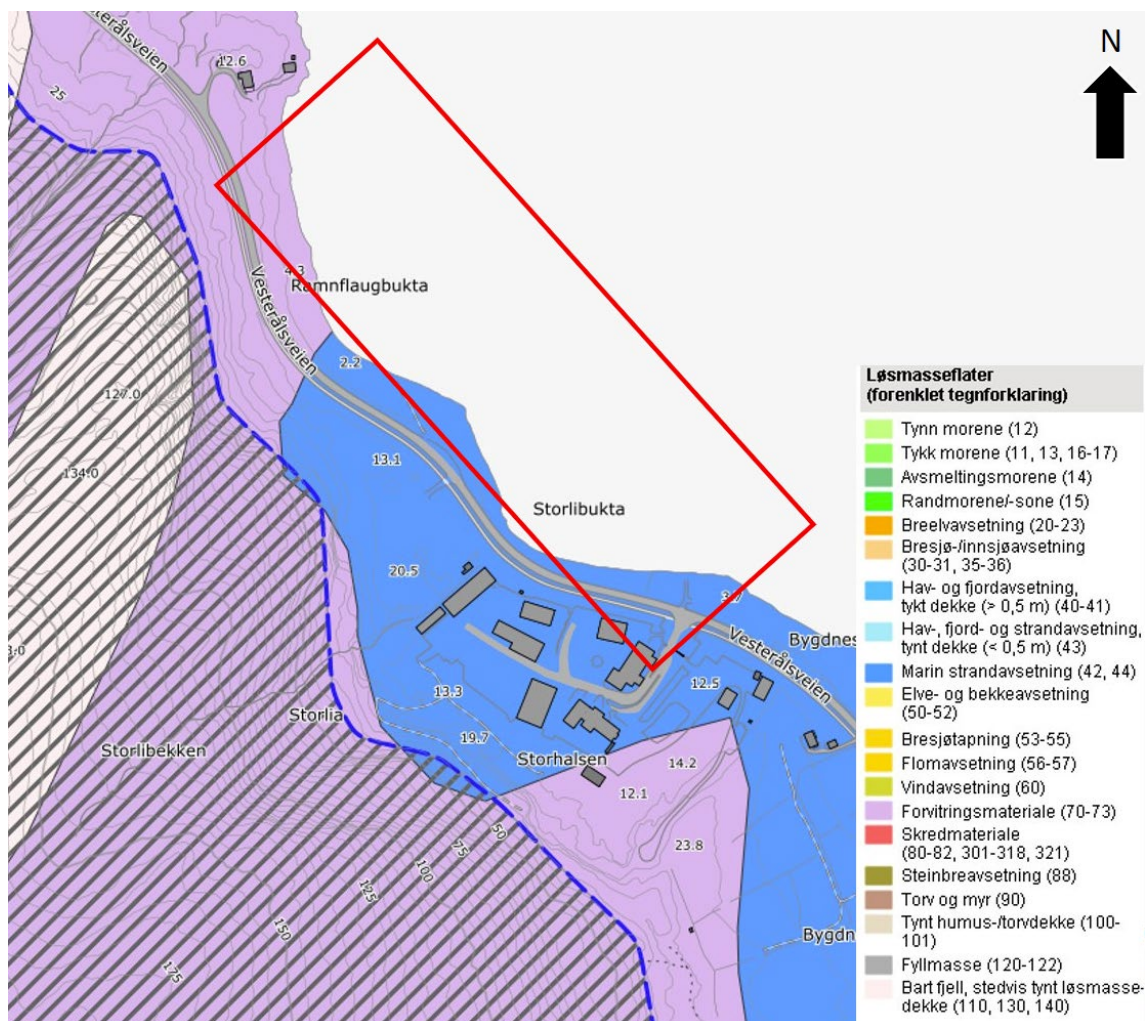 terålsveien
N
12.6
25
4.3
Ramnflaugbukta
Vesterålsveien
2.2
127.0
134.0
13.1
Storlibukta
20.5
3.7
Bygdnes
Vesterålsveien
12.5
13.3
Storlia
3.0
Storlibekken
19.7
Storhalsen
14.2
12.1
50
75
100
125
150
175
23.8
Bygdn
Løsmasseflater
(forenklet tegnforklaring)
Tynn morene (12)
Tykk morene (11, 13, 16-17)
Avsmeltingsmorene (14)
Randmorene/-sone (15)
Breelvavsetning (20-23)
Bresjø-/innsjøavsetning
(30-31, 35-36)
Hav- og fjordavsetning,
tykt dekke (> 0,5 m) (40-41)
Hav-, fjord- og strandavsetning,
tynt dekke (< 0,5 m) (43)
Marin strandavsetning (42, 44)
Elve- og bekkeavsetning
(50-52)
Bresjøtapning (53-55)
Flomavsetning (56-57)
Vindavsetning (60)
Forvitringsmateriale (70-73)
Skredmateriale
(80-82, 301-318, 321)
Steinbreavsetning (88)
Torv og myr (90)
Tynt humus-/torvdekke (100-
101)
Fyllmasse (120-122)
Bart fjell, stedvis tynt løsmasse-
dekke (110, 130, 140)